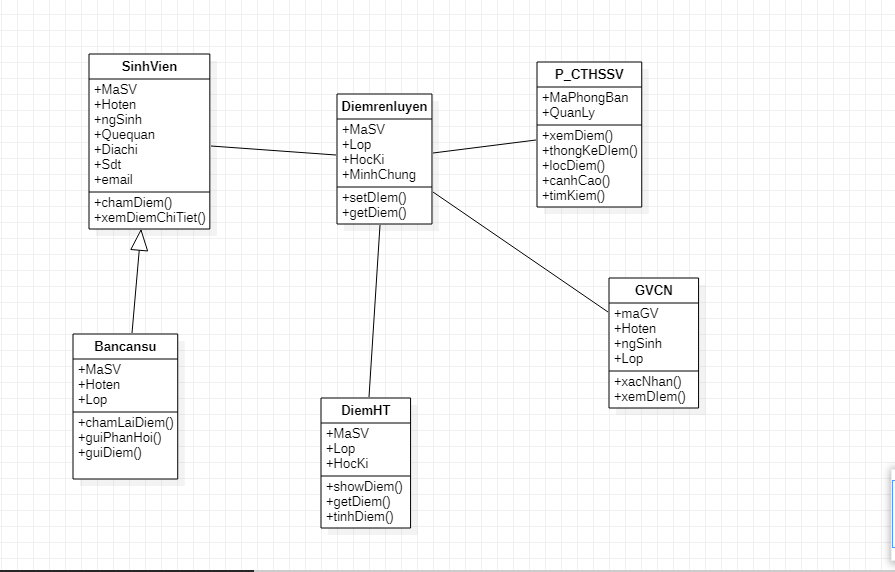 SinhVien
+MaSV
+Hoten
+ngSinh
+Quequan
+Diachi
+Sdt
+email
+chamDiem()
+xemDiemChiTiet()
Diemrenluyen
+MaSV
+Lop
+HocKi
+MinhChung
+setDIem()
+getDiem()
P_CTHSSV
+MaPhongBan
+QuanLy
+xemDiem()
+thongKeDIem()
+locDiem()
+canhCao()
+timKiem()
GVCN
+maGV
+Hoten
+ngSinh
+Lop
+xacNhan()
+xemDIem()
Bancansu
+MaSV
+Hoten
+Lop
+chamLaiDiem()
+guiPhanHoi()
+guiDiem()
DiemHT
+MaSV
+Lop
+HocKi
+showDiem()
+getDiem()
+tinhDiem()